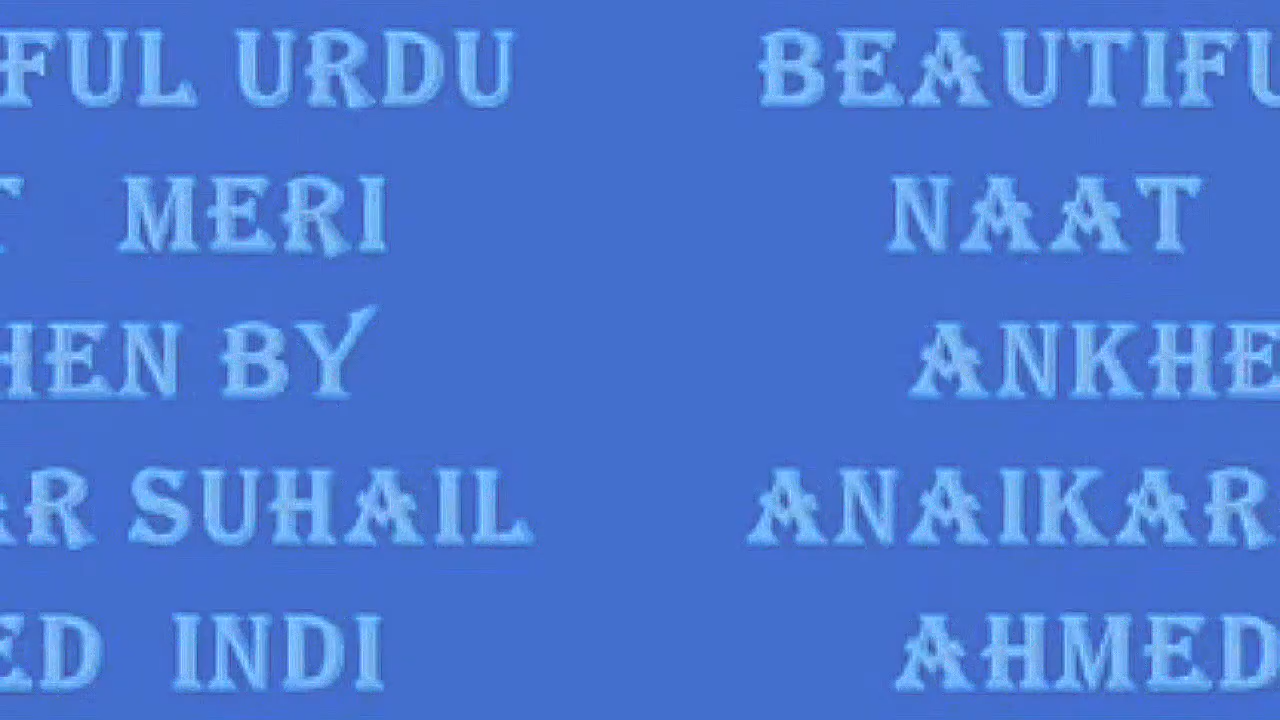 FUL URDU BEAUTIFU
T MERI NAAT
HEN BY ANKHE
AR SUHAIL ANAIKAR
ED INDI AHMED